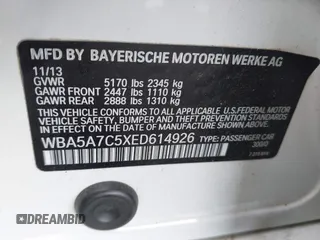 MFD BY BAYERISCHE MOTOREN WERKE AG
11/13
GVWR 5170 lbs 2345 kg
GAWR FRONT 2447 lbs 1110 kg
GAWR REAR 2888 lbs 1310 kg
THIS VEHICLE CONFORMS TO ALL APPLICABLE U.S. FEDERAL MOTOR
VEHICLE SAFETY, BUMPER, AND THEFT PREVENTION STANDARDS IN
EFFECT ON THE DATE OF MANUFACTURE SHOWN ABOVE.
WBA5A7C5XED614926 TYPE: PASSENGER CAR
300/0
DREAMBID